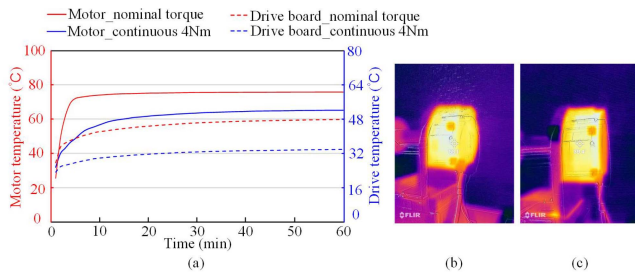 Motor_nominal torque Drive board_nominal torque
Motor_continuous 4Nm Drive board_continuous 4Nm
(a)
100
80
60
40
20
0
Motor temperature (℃)
80
64
48
32
16
0
Drive temperature (℃)
0 10 20 30 40 50 60
Time (min)
(a)
◆FLIR
(b)
◆FLIR
(c)